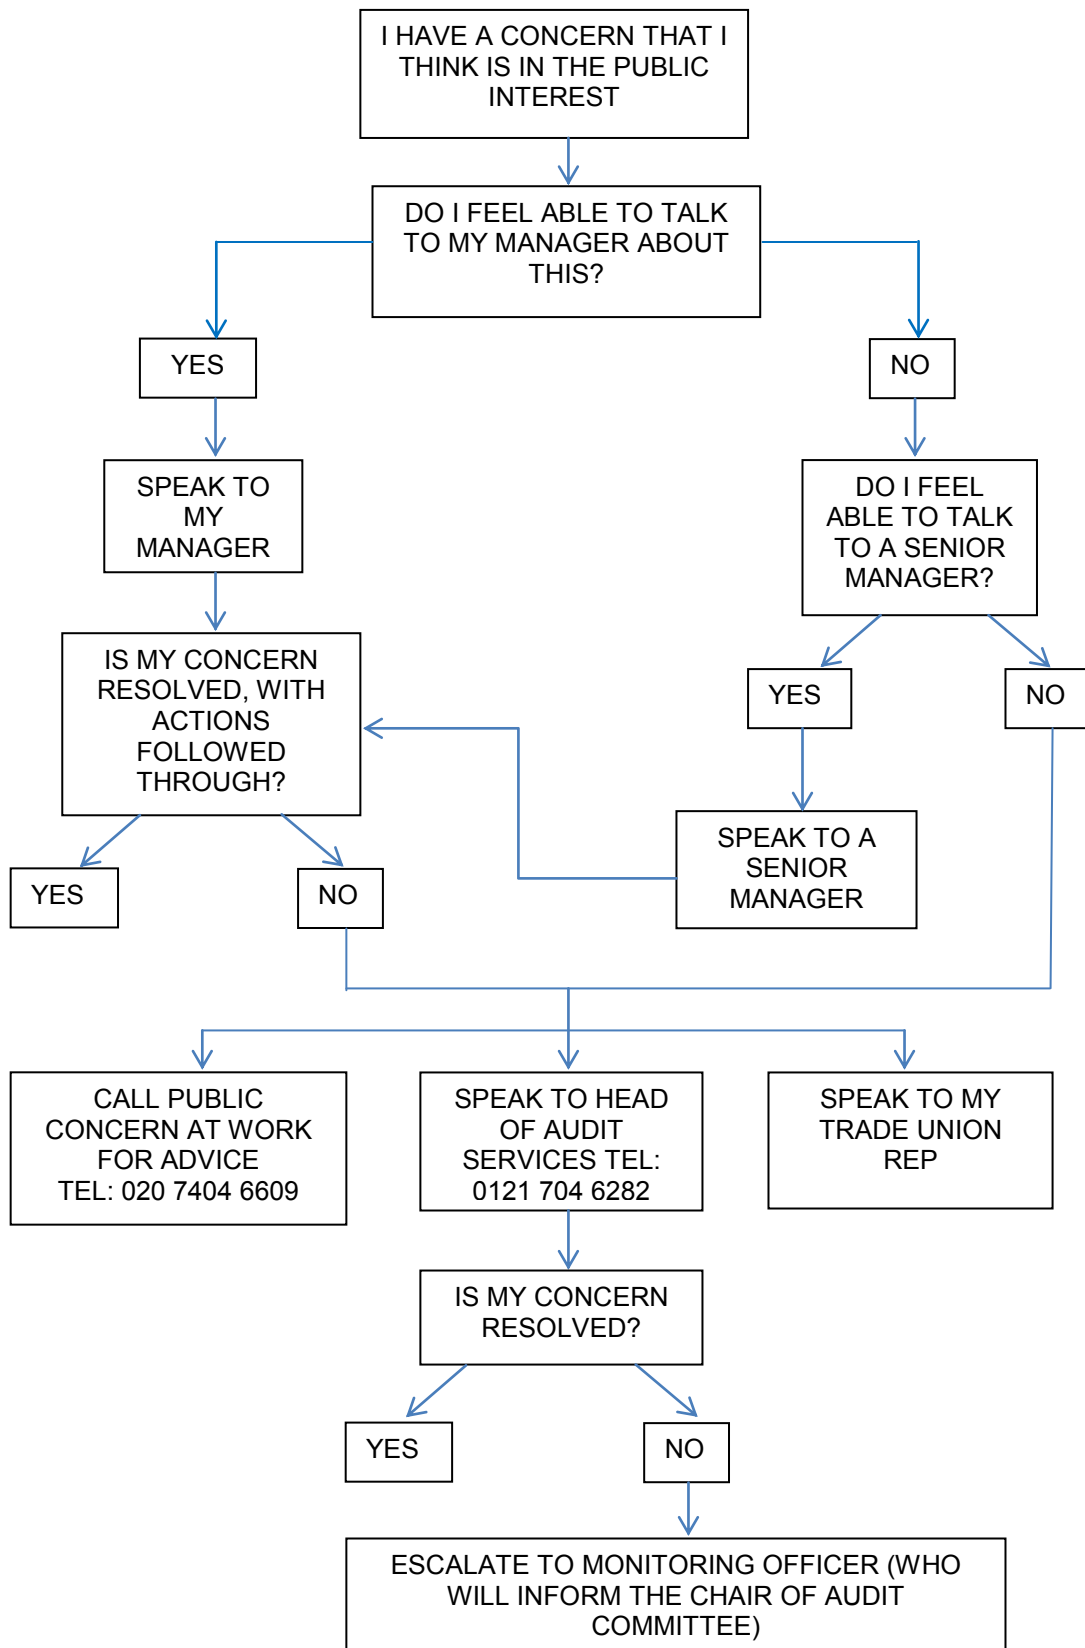 I HAVE A CONCERN THAT I
THINK IS IN THE PUBLIC
INTEREST
DO I FEEL ABLE TO TALK
TO MY MANAGER ABOUT
THIS?
YES
NO
SPEAK TO
MY
MANAGER
DO I FEEL
ABLE TO TALK
TO A SENIOR
MANAGER?
IS MY CONCERN
RESOLVED, WITH
ACTIONS
FOLLOWED
THROUGH?
YES
NO
SPEAK TO A
SENIOR
MANAGER
YES
NO
CALL PUBLIC
CONCERN AT WORK
FOR ADVICE
TEL: 020 7404 6609
SPEAK TO HEAD
OF AUDIT
SERVICES TEL:
0121 704 6282
SPEAK TO MY
TRADE UNION
REP
IS MY CONCERN
RESOLVED?
YES
NO
ESCALATE TO MONITORING OFFICER (WHO
WILL INFORM THE CHAIR OF AUDIT
COMMITTEE)